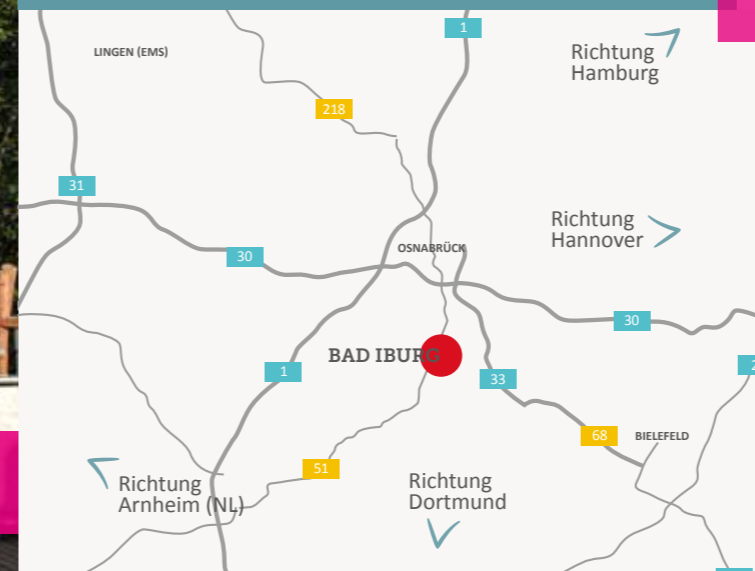 1
LINGEN (EMS)
Richtung
Hamburg
218
31
Richtung
Hannover
OSNABRÜCK
30
30
BAD IBURG
1
33
2
68
BIELEFELD
51
Richtung
Arnheim (NL)
Richtung
Dortmund